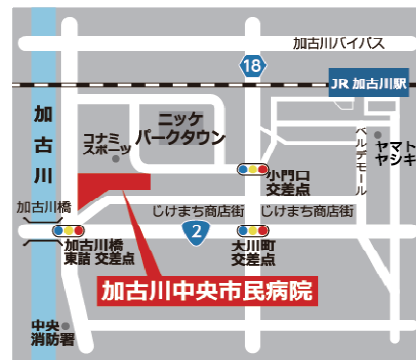 加古川バイパス
18
JR 加古川駅
加古川
コナミ
スポーツ
ニッケ
パークタウン
ベルデモール
ヤマト
ヤシキ
小門口
交差点
加古川橋
じけまち商店街
じけまち商店街
加古川橋
東詰 交差点
2
大川町
交差点
加古川中央市民病院
中央
消防署